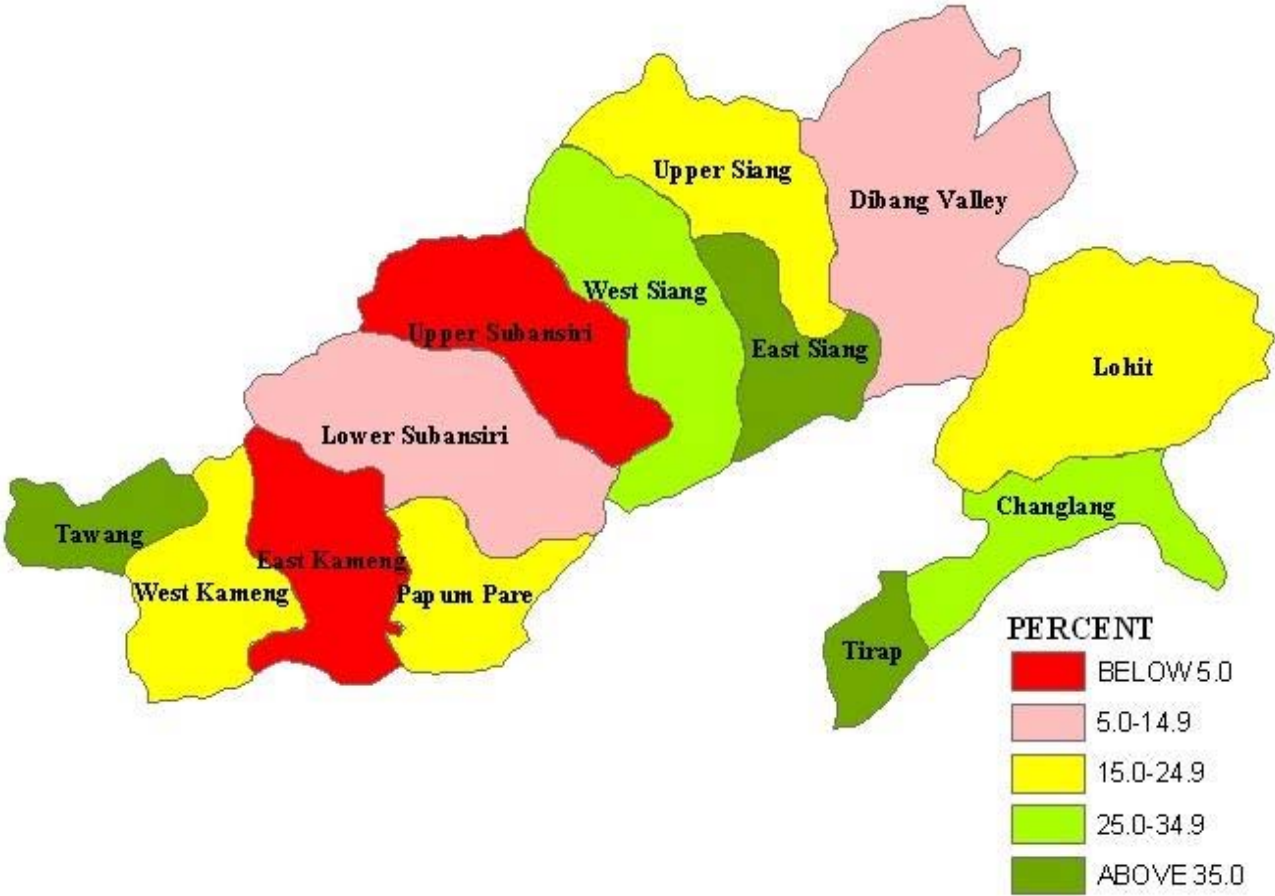 Upper Siang
Dibang Valley
West Siang
Upper Subansiri
East Siang
Lohit
Lower Subansiri
Changlang
Tawang
East Kameng
West Kameng
Papum Pare
Tirap
PERCENT
BELOW 5.0
5.0-14.9
15.0-24.9
25.0-34.9
ABOVE 35.0